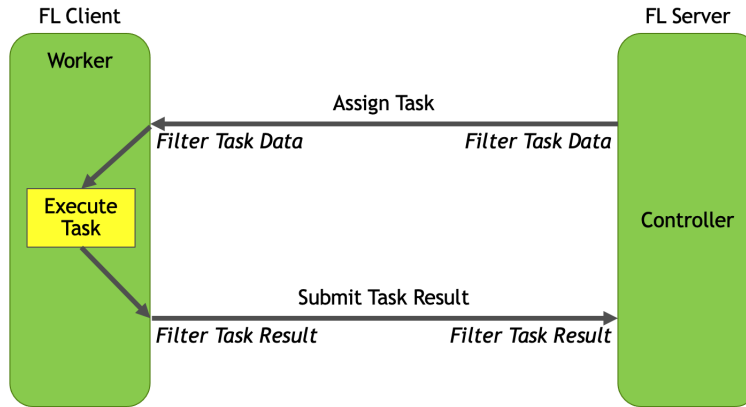 FL Client
FL Server
Worker
Assign Task
Filter Task Data
Filter Task Data
Execute
Task
Controller
Submit Task Result
Filter Task Result
Filter Task Result